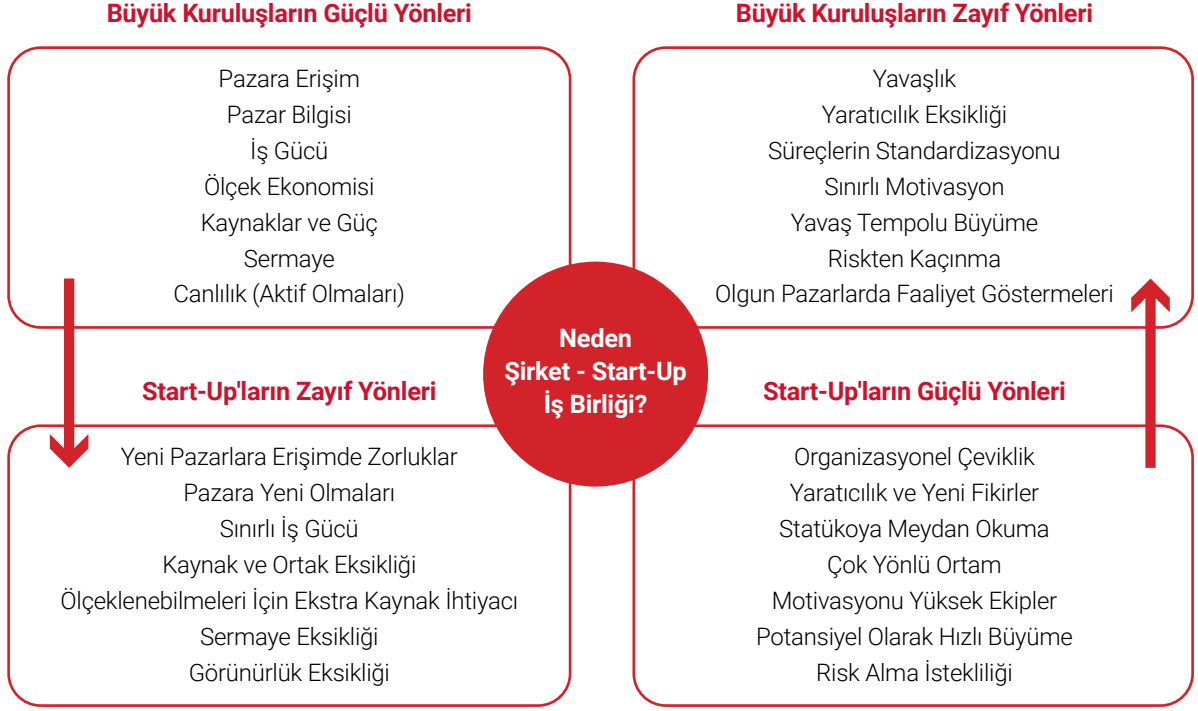 Büyük Kuruluşların Güçlü Yönleri
Pazara Erişim
Pazar Bilgisi
İş Gücü
Ölçek Ekonomisi
Kaynaklar ve Güç
Sermaye
Canlılık (Aktif Olmaları)
Büyük Kuruluşların Zayıf Yönleri
Yavaşlık
Yaratıcılık Eksikliği
Süreçlerin Standardizasyonu
Sınırlı Motivasyon
Yavaş Tempolu Büyüme
Riskten Kaçınma
Olgun Pazarlarda Faaliyet Göstermeleri
Neden
Şirket - Start-Up
İş Birliği?
Start-Up'ların Zayıf Yönleri
Yeni Pazarlara Erişimde Zorluklar
Pazara Yeni Olmaları
Sınırlı İş Gücü
Kaynak ve Ortak Eksikliği
Ölçeklenebilmeleri İçin Ekstra Kaynak İhtiyacı
Sermaye Eksikliği
Görünürlük Eksikliği
Start-Up'ların Güçlü Yönleri
Organizasyonel Çeviklik
Yaratıcılık ve Yeni Fikirler
Statükoya Meydan Okuma
Çok Yönlü Ortam
Motivasyonu Yüksek Ekipler
Potansiyel Olarak Hızlı Büyüme
Risk Alma İstekliliği